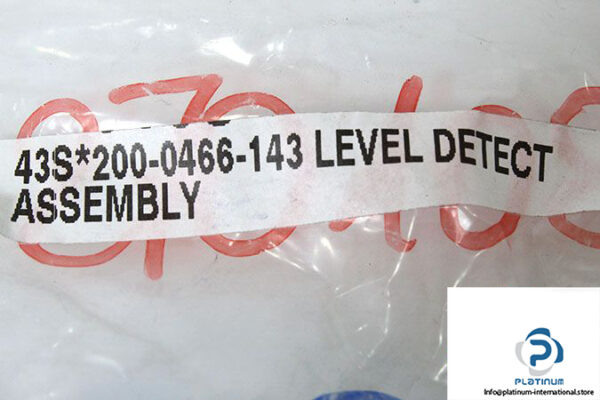 43S*200-0466-143 LEVEL DETECT
ASSEMBLY
PLATINUM
Info@platinum-international.store